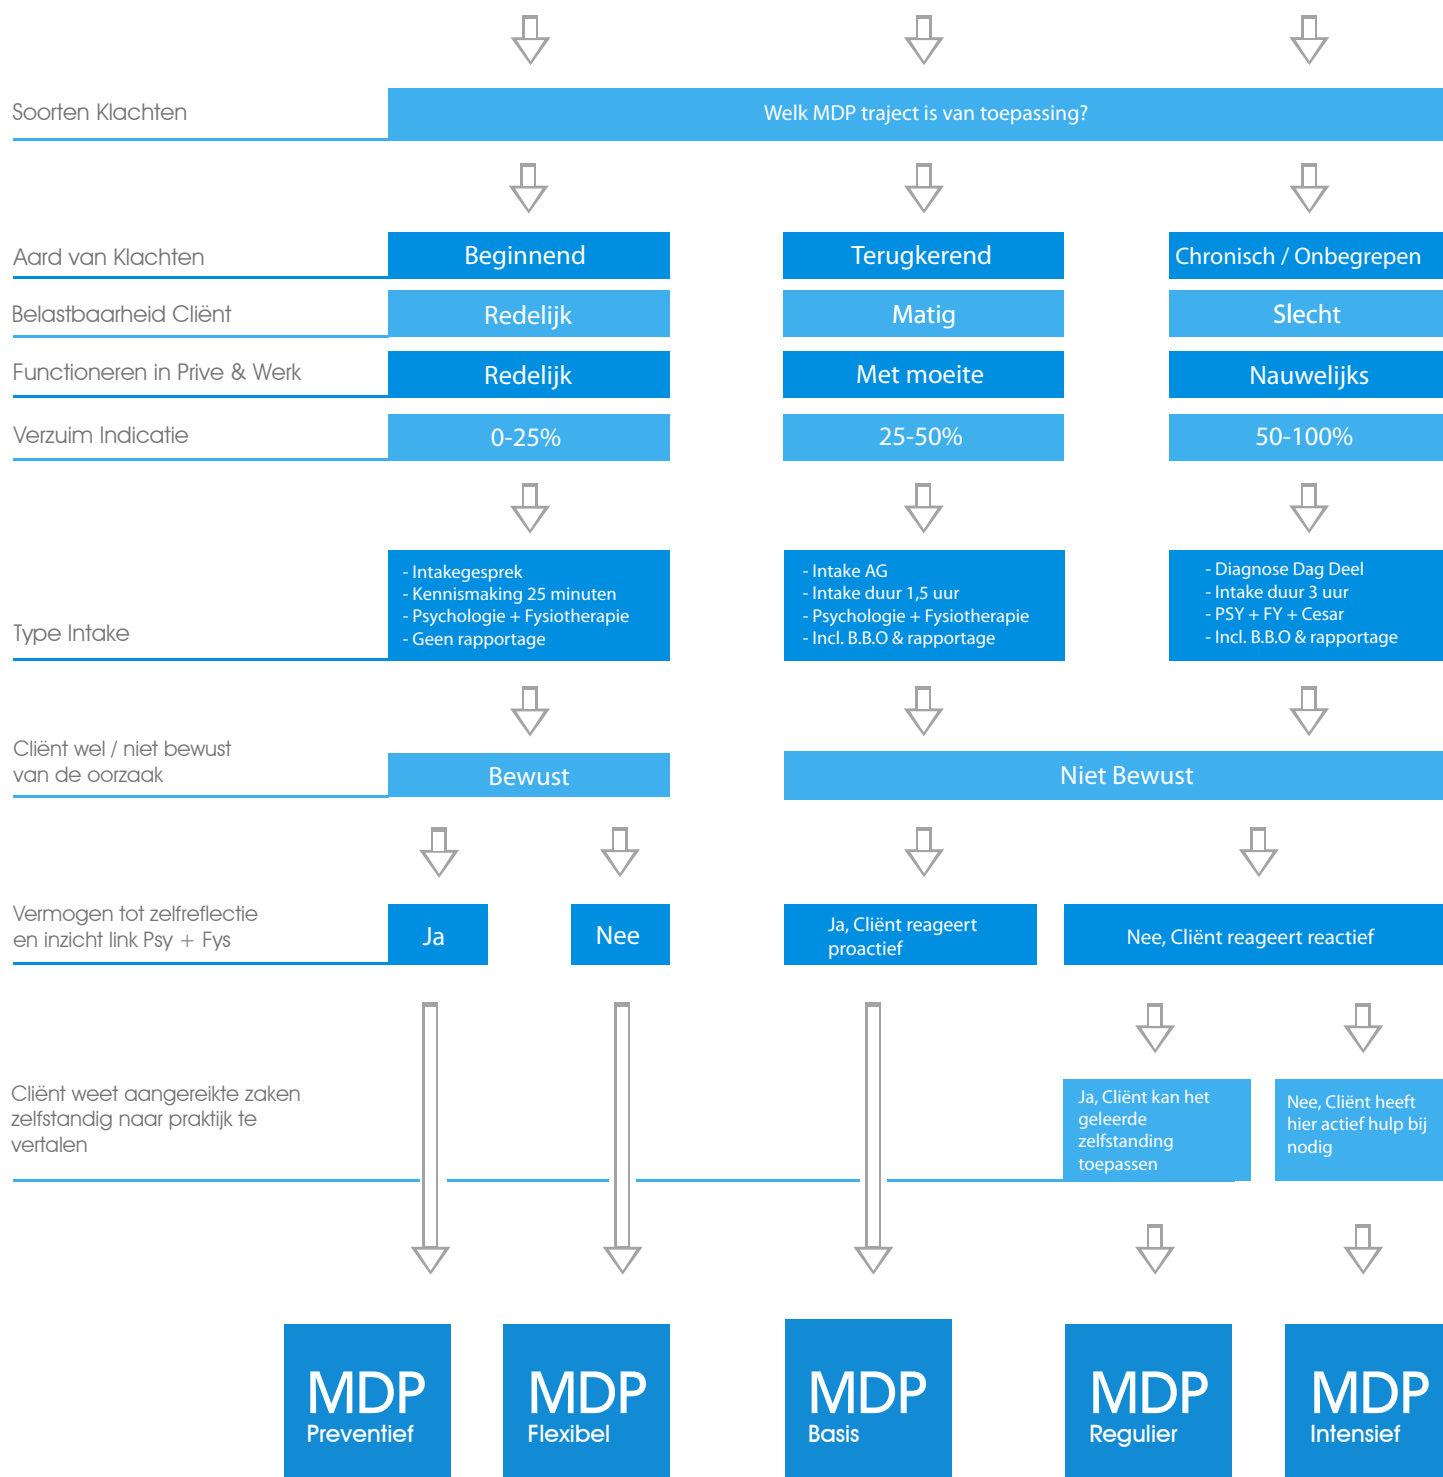 Soorten Klachten
Welk MDP traject is van toepassing?
Aard van Klachten
Beginnend
Terugkerend
Chronisch / Onbegrepen
Belastbaarheid Cliënt
Redelijk
Matig
Slecht
Functioneren in Prive & Werk
Redelijk
Met moeite
Nauwelijks
Verzuim Indicatie
0-25%
25-50%
50-100%
Type Intake
- Intakegesprek
- Kennismaking 25 minuten
- Psychologie + Fysiotherapie
- Geen rapportage
- Intake AG
- Intake duur 1,5 uur
- Psychologie + Fysiotherapie
- Incl. B.B.O & rapportage
- Diagnose Dag Deel
- Intake duur 3 uur
- PSY + FY + Cesar
- Incl. B.B.O & rapportage
Cliënt wel / niet bewust
van de oorzaak
Bewust
Niet Bewust
Vermogen tot zelfreflectie
en inzicht link Psy + Fys
Ja
Nee
Ja, Cliënt reageert
proactief
Nee, Cliënt reageert reactief
Cliënt weet aangereikte zaken
zelfstandig naar praktijk te
vertalen
Ja, Cliënt kan het
geleerde
zelfstanding
toepassen
Nee, Cliënt heeft
hier actief hulp bij
nodig
MDP
Preventief
MDP
Flexibel
MDP
Basis
MDP
Regulier
MDP
Intensief